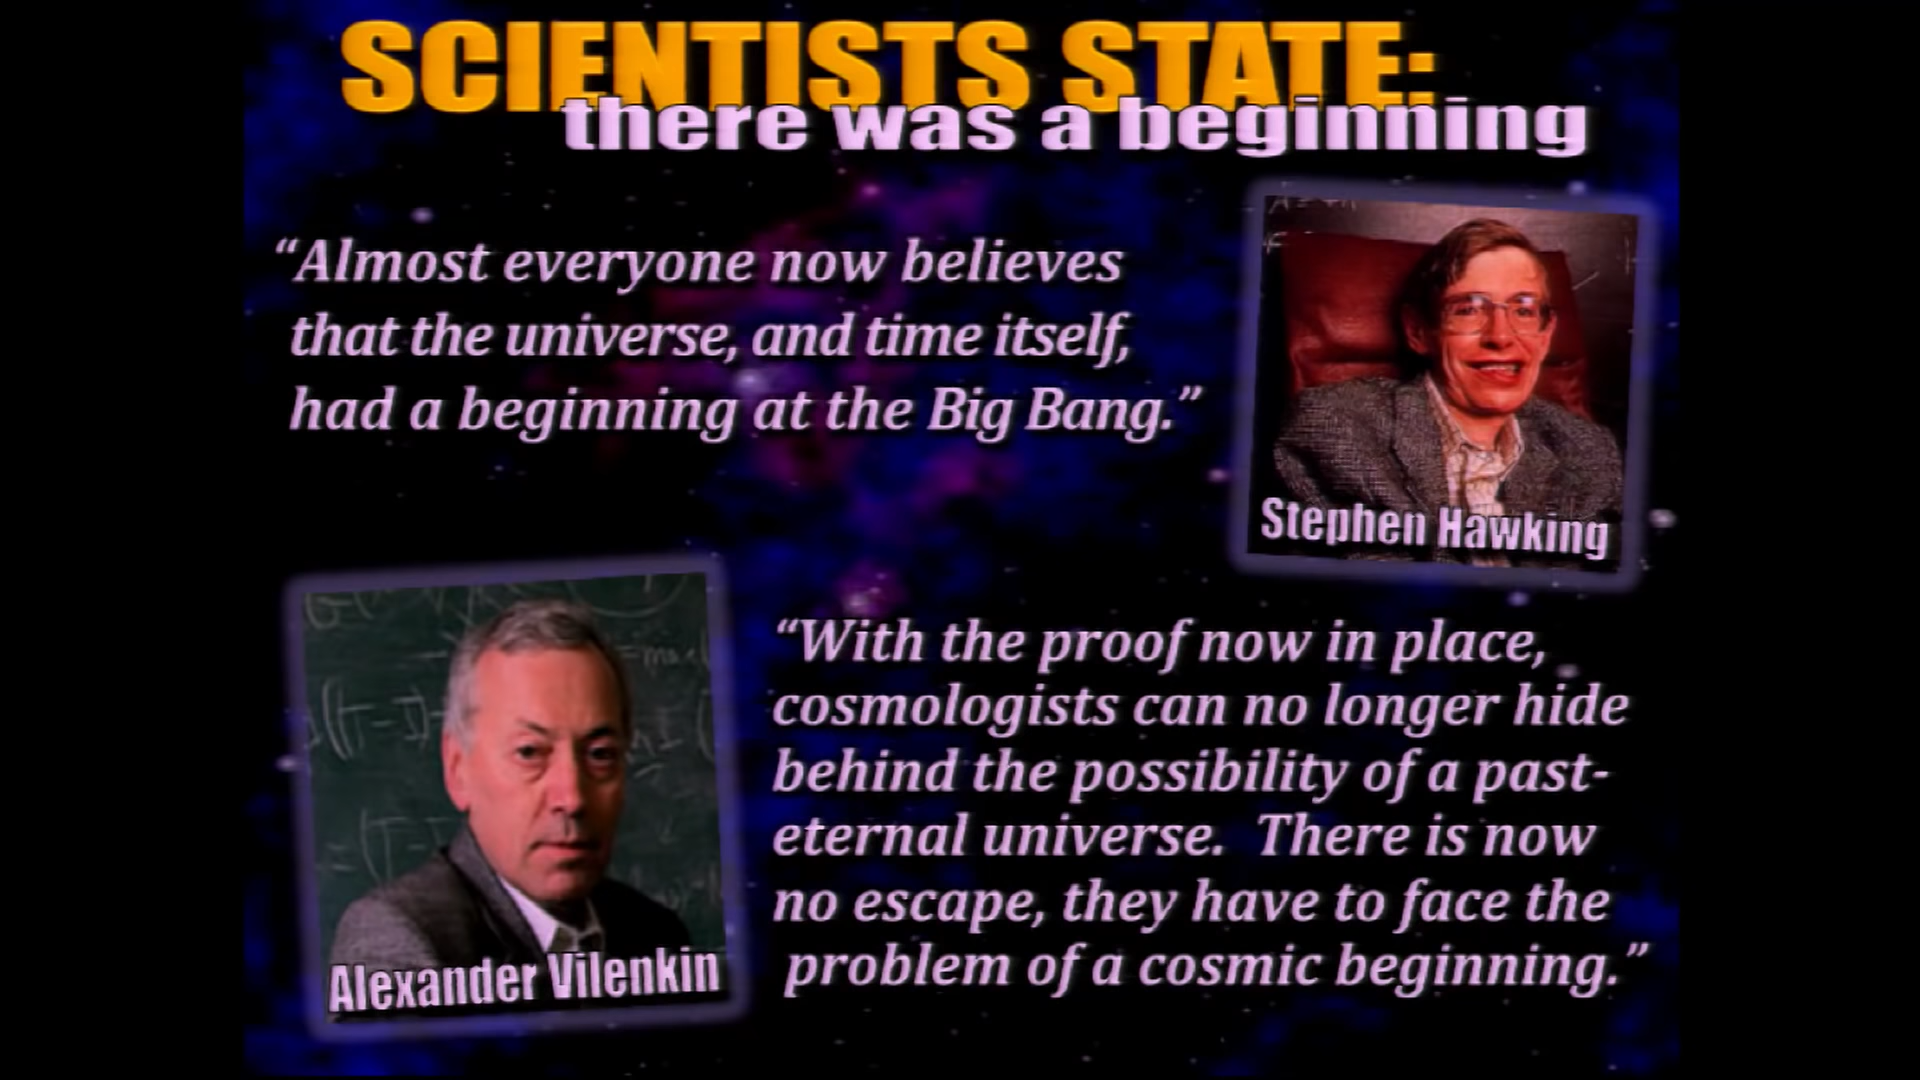 SCIENTISTS STATE:
there was a beginning
“Almost everyone now believes
that the universe, and time itself,
had a beginning at the Big Bang.”
Stephen Hawking
Alexander Vilenkin
“With the proof now in place,
cosmologists can no longer hide
behind the possibility of a past-
eternal universe.  There is now
no escape, they have to face the
problem of a cosmic beginning.”